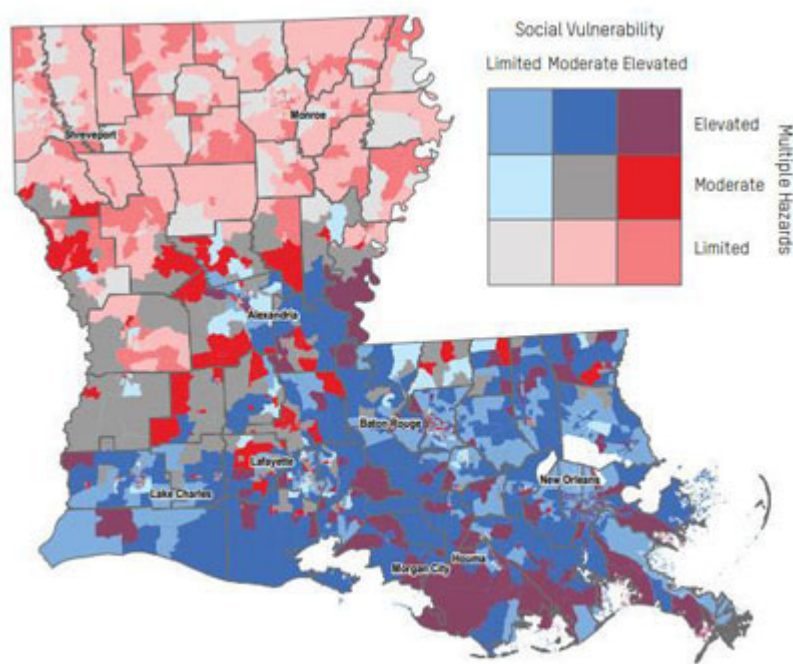 Social Vulnerability
Limited Moderate Elevated
Elevated
Moderate
Limited
Multiple Hazards
Shreveport
Monroe
Alexandria
Baton Rouge
Lafayette
Lake Charles
New Orleans
Houma
Morgan City